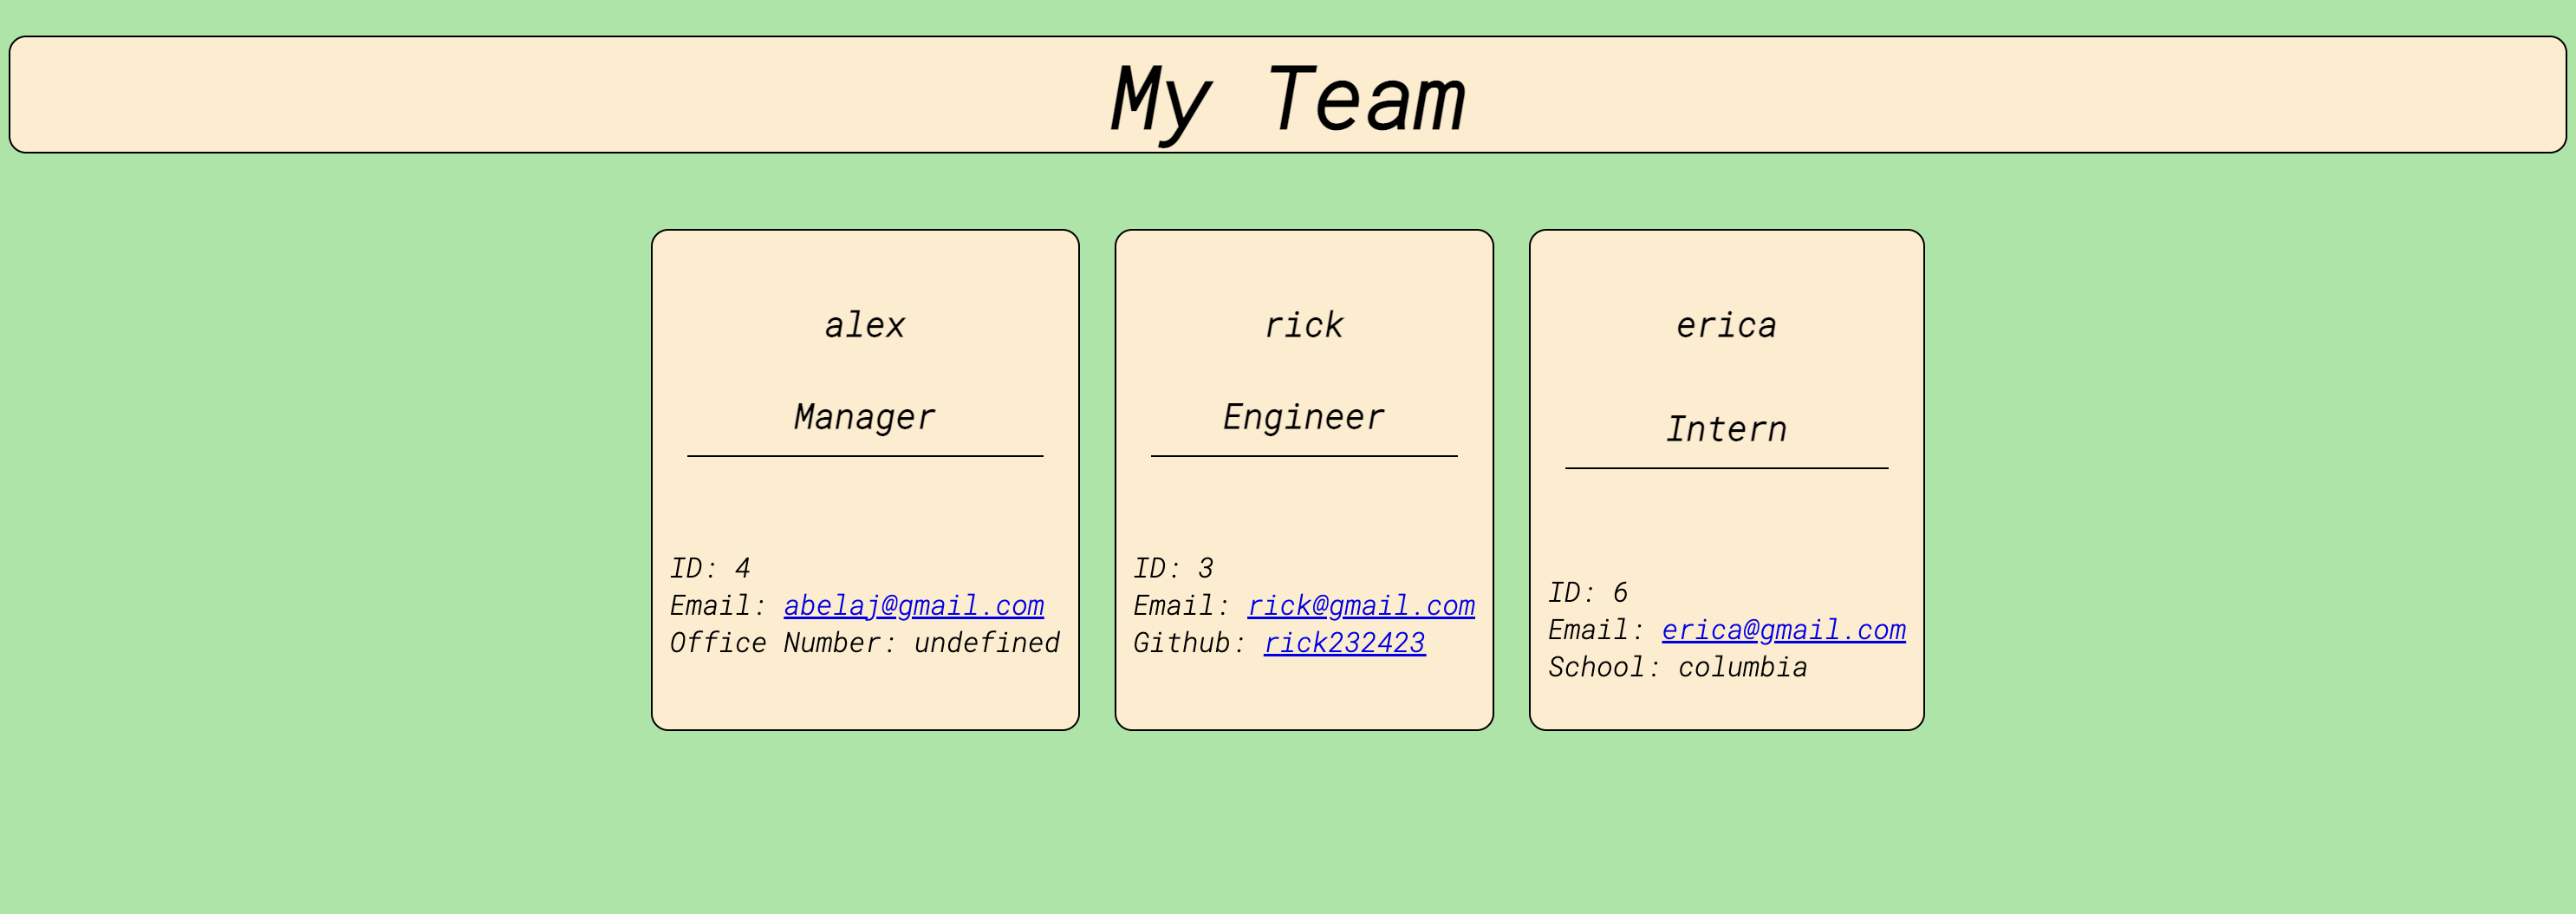 My Team
alex
Manager
ID: 4
Email: abelaj@gmail.com
Office Number: undefined
rick
Engineer
ID: 3
Email: rick@gmail.com
Github: rick232423
erica
Intern
ID: 6
Email: erica@gmail.com
School: columbia